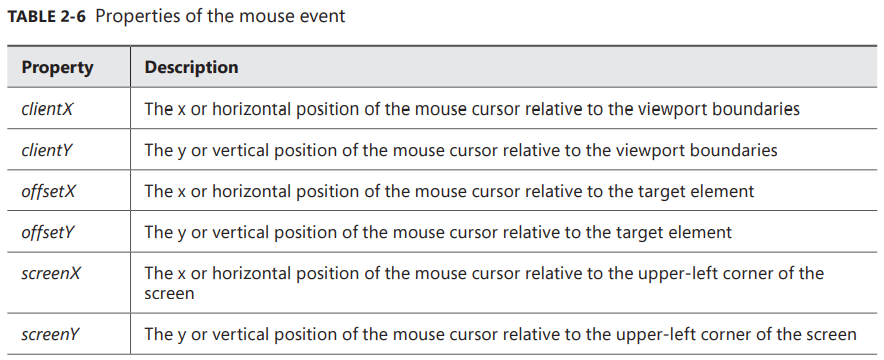 TABLE 2-6 Properties of the mouse event
Property Description
clientX The x or horizontal position of the mouse cursor relative to the viewport boundaries
clientY The y or vertical position of the mouse cursor relative to the viewport boundaries
offsetX The x or horizontal position of the mouse cursor relative to the target element
offsetY The y or vertical position of the mouse cursor relative to the target element
screenX The x or horizontal position of the mouse cursor relative to the upper-left corner of the
screen
screenY The y or vertical position of the mouse cursor relative to the upper-left corner of the screen